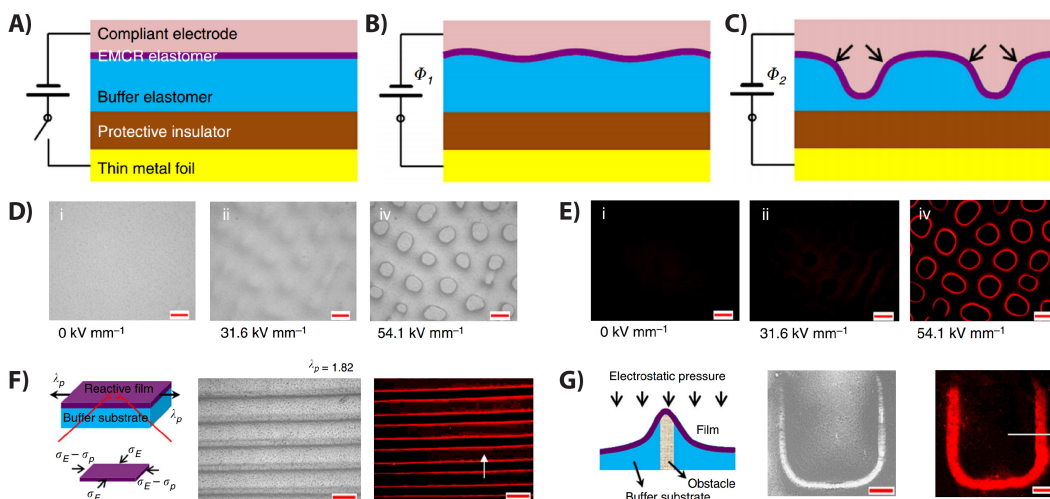 A)
Compliant electrode
EMCR elastomer
Buffer elastomer
Protective insulator
Thin metal foil
B)
Φ1
C)
Φ2
D)
i
ii
iv
0 kV mm⁻¹
31.6 kV mm⁻¹
54.1 kV mm⁻¹
E)
i
ii
iv
0 kV mm⁻¹
31.6 kV mm⁻¹
54.1 kV mm⁻¹
F)
λp
Reactive film
Buffer substrate
λp
σE
σE − σp
σE − σp
σE
λp = 1.82
G)
Electrostatic pressure
Film
Obstacle
Buffer substrate